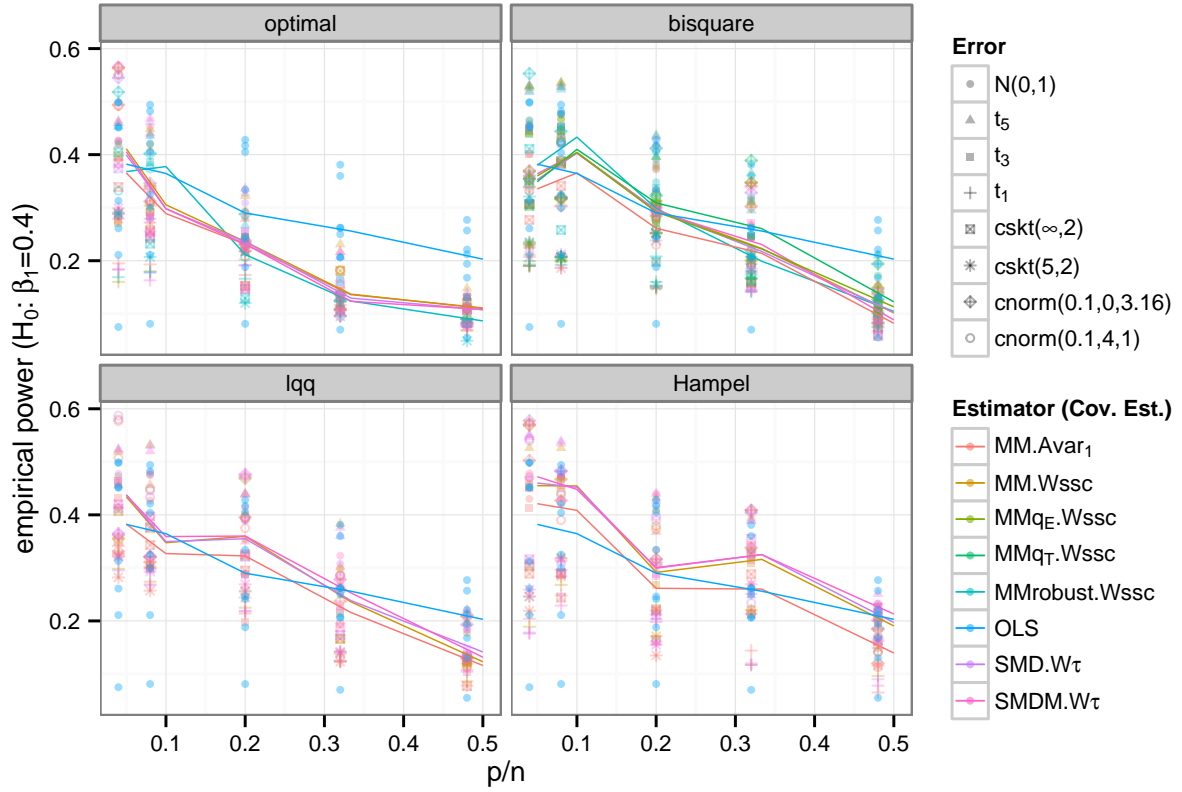 optimal
bisquare
0.6
0.4
0.2
lqq
Hampel
0.6
0.4
0.2
0.1 0.2 0.3 0.4 0.5
0.1 0.2 0.3 0.4 0.5
p/n
empirical power (H₀: β₁=0.4)
Error
N(0,1)
t₅
t₃
t₁
cskt(∞,2)
cskt(5,2)
cnorm(0.1,0,3.16)
cnorm(0.1,4,1)
Estimator (Cov. Est.)
MM.Avar₁
MM.Wssc
MMqE.Wssc
MMqT.Wssc
MMrobust.Wssc
OLS
SMD.Wτ
SMDM.Wτ